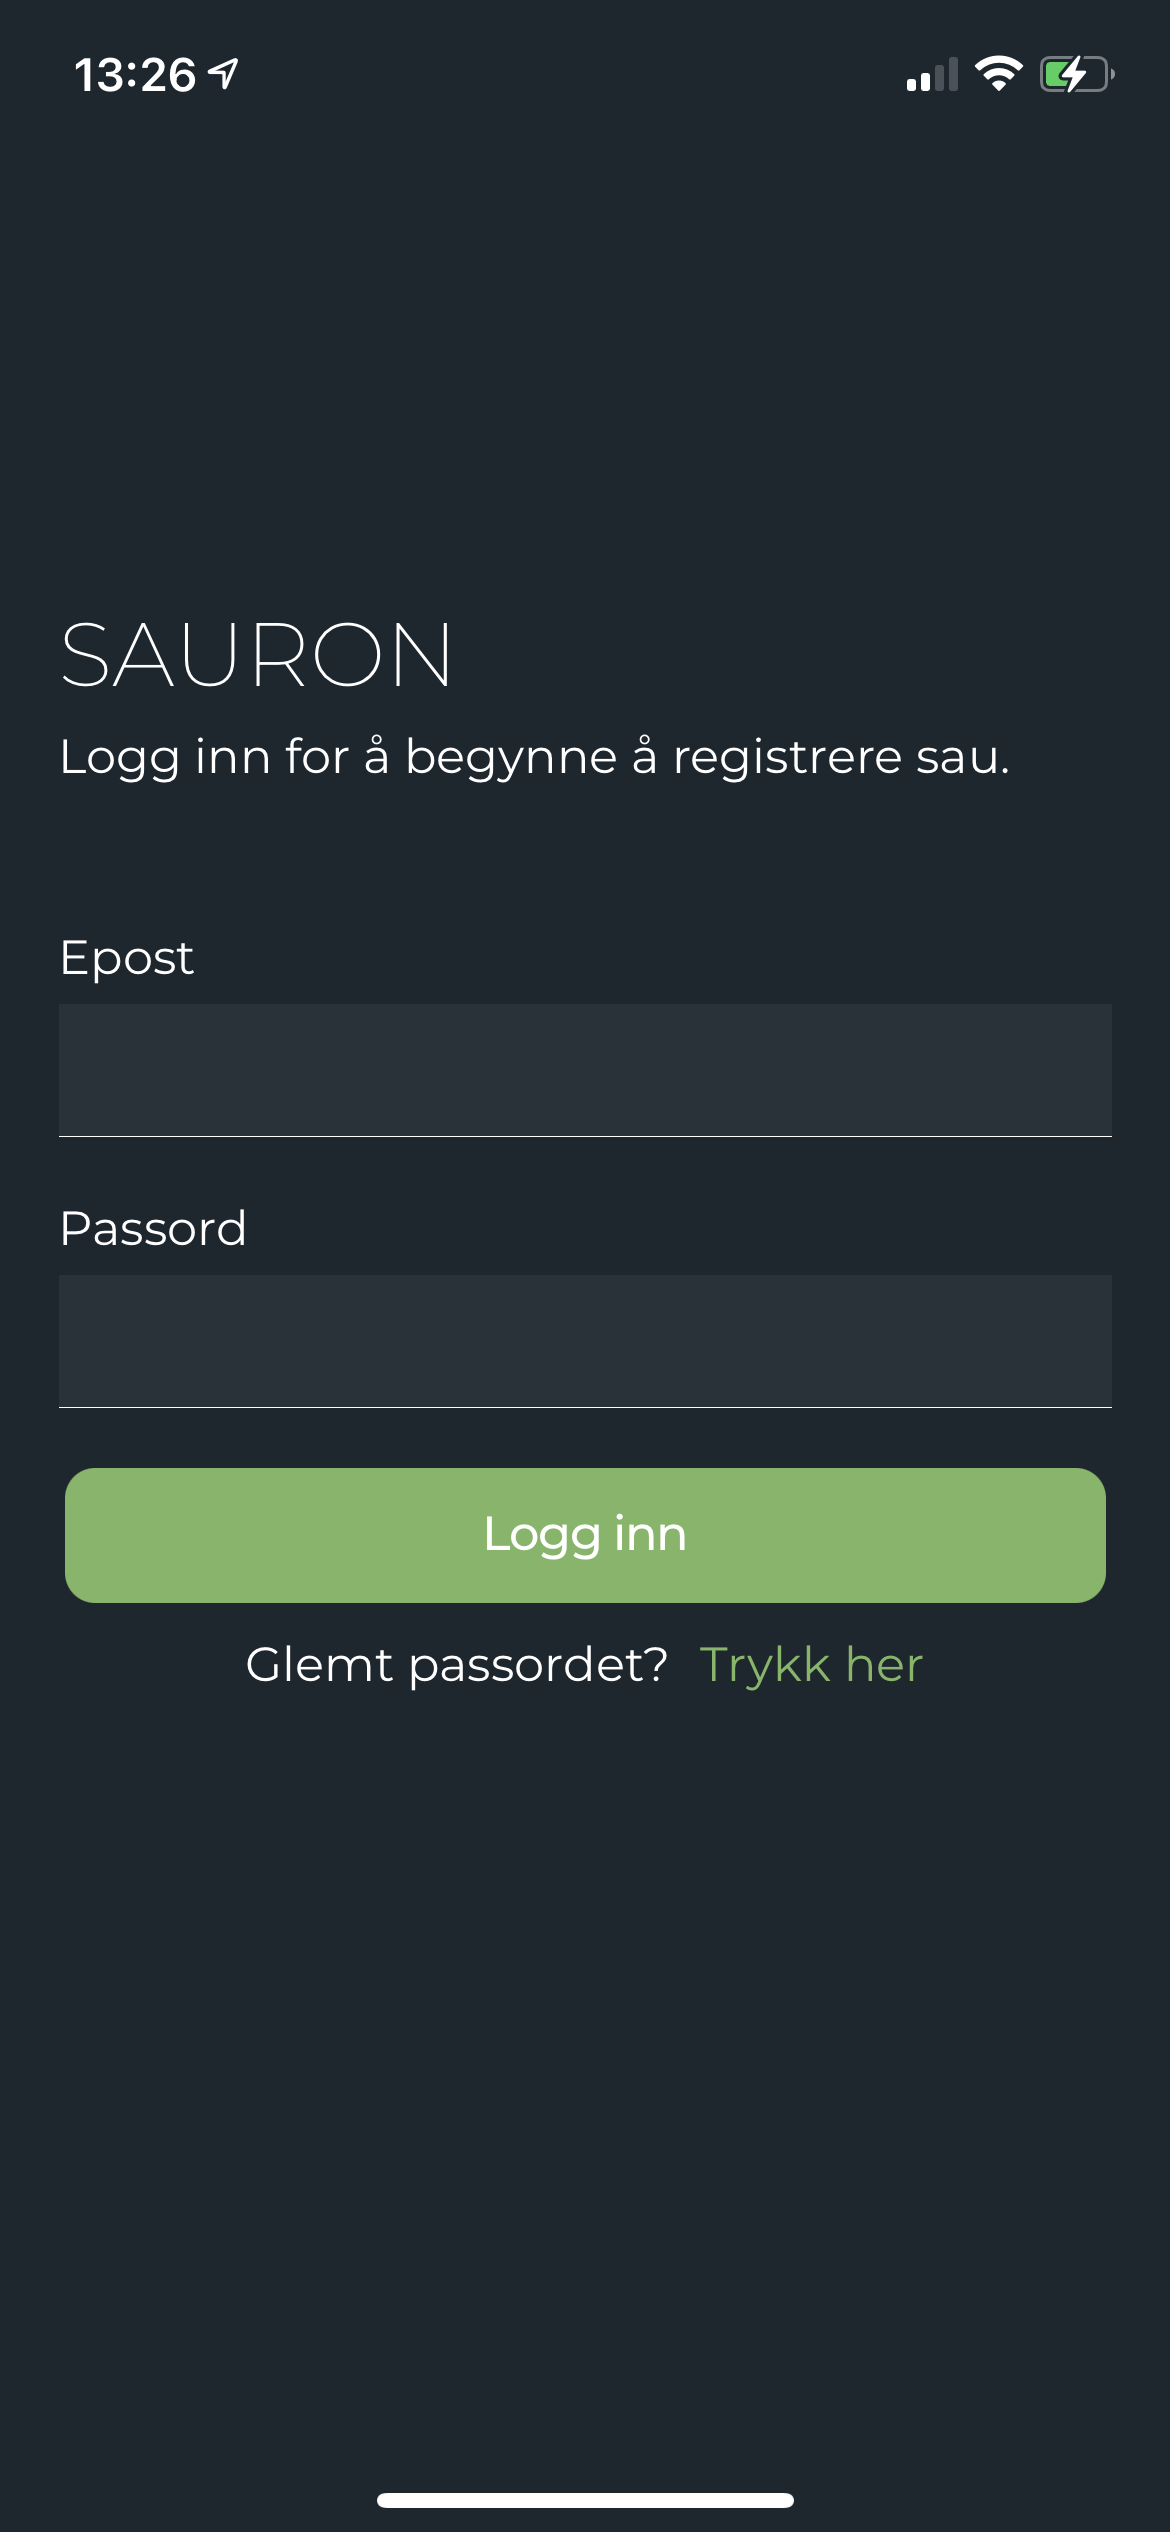 13:26
SAURON
Logg inn for å begynne å registrere sau.
Epost
Passord
Logg inn
Glemt passordet? Trykk her